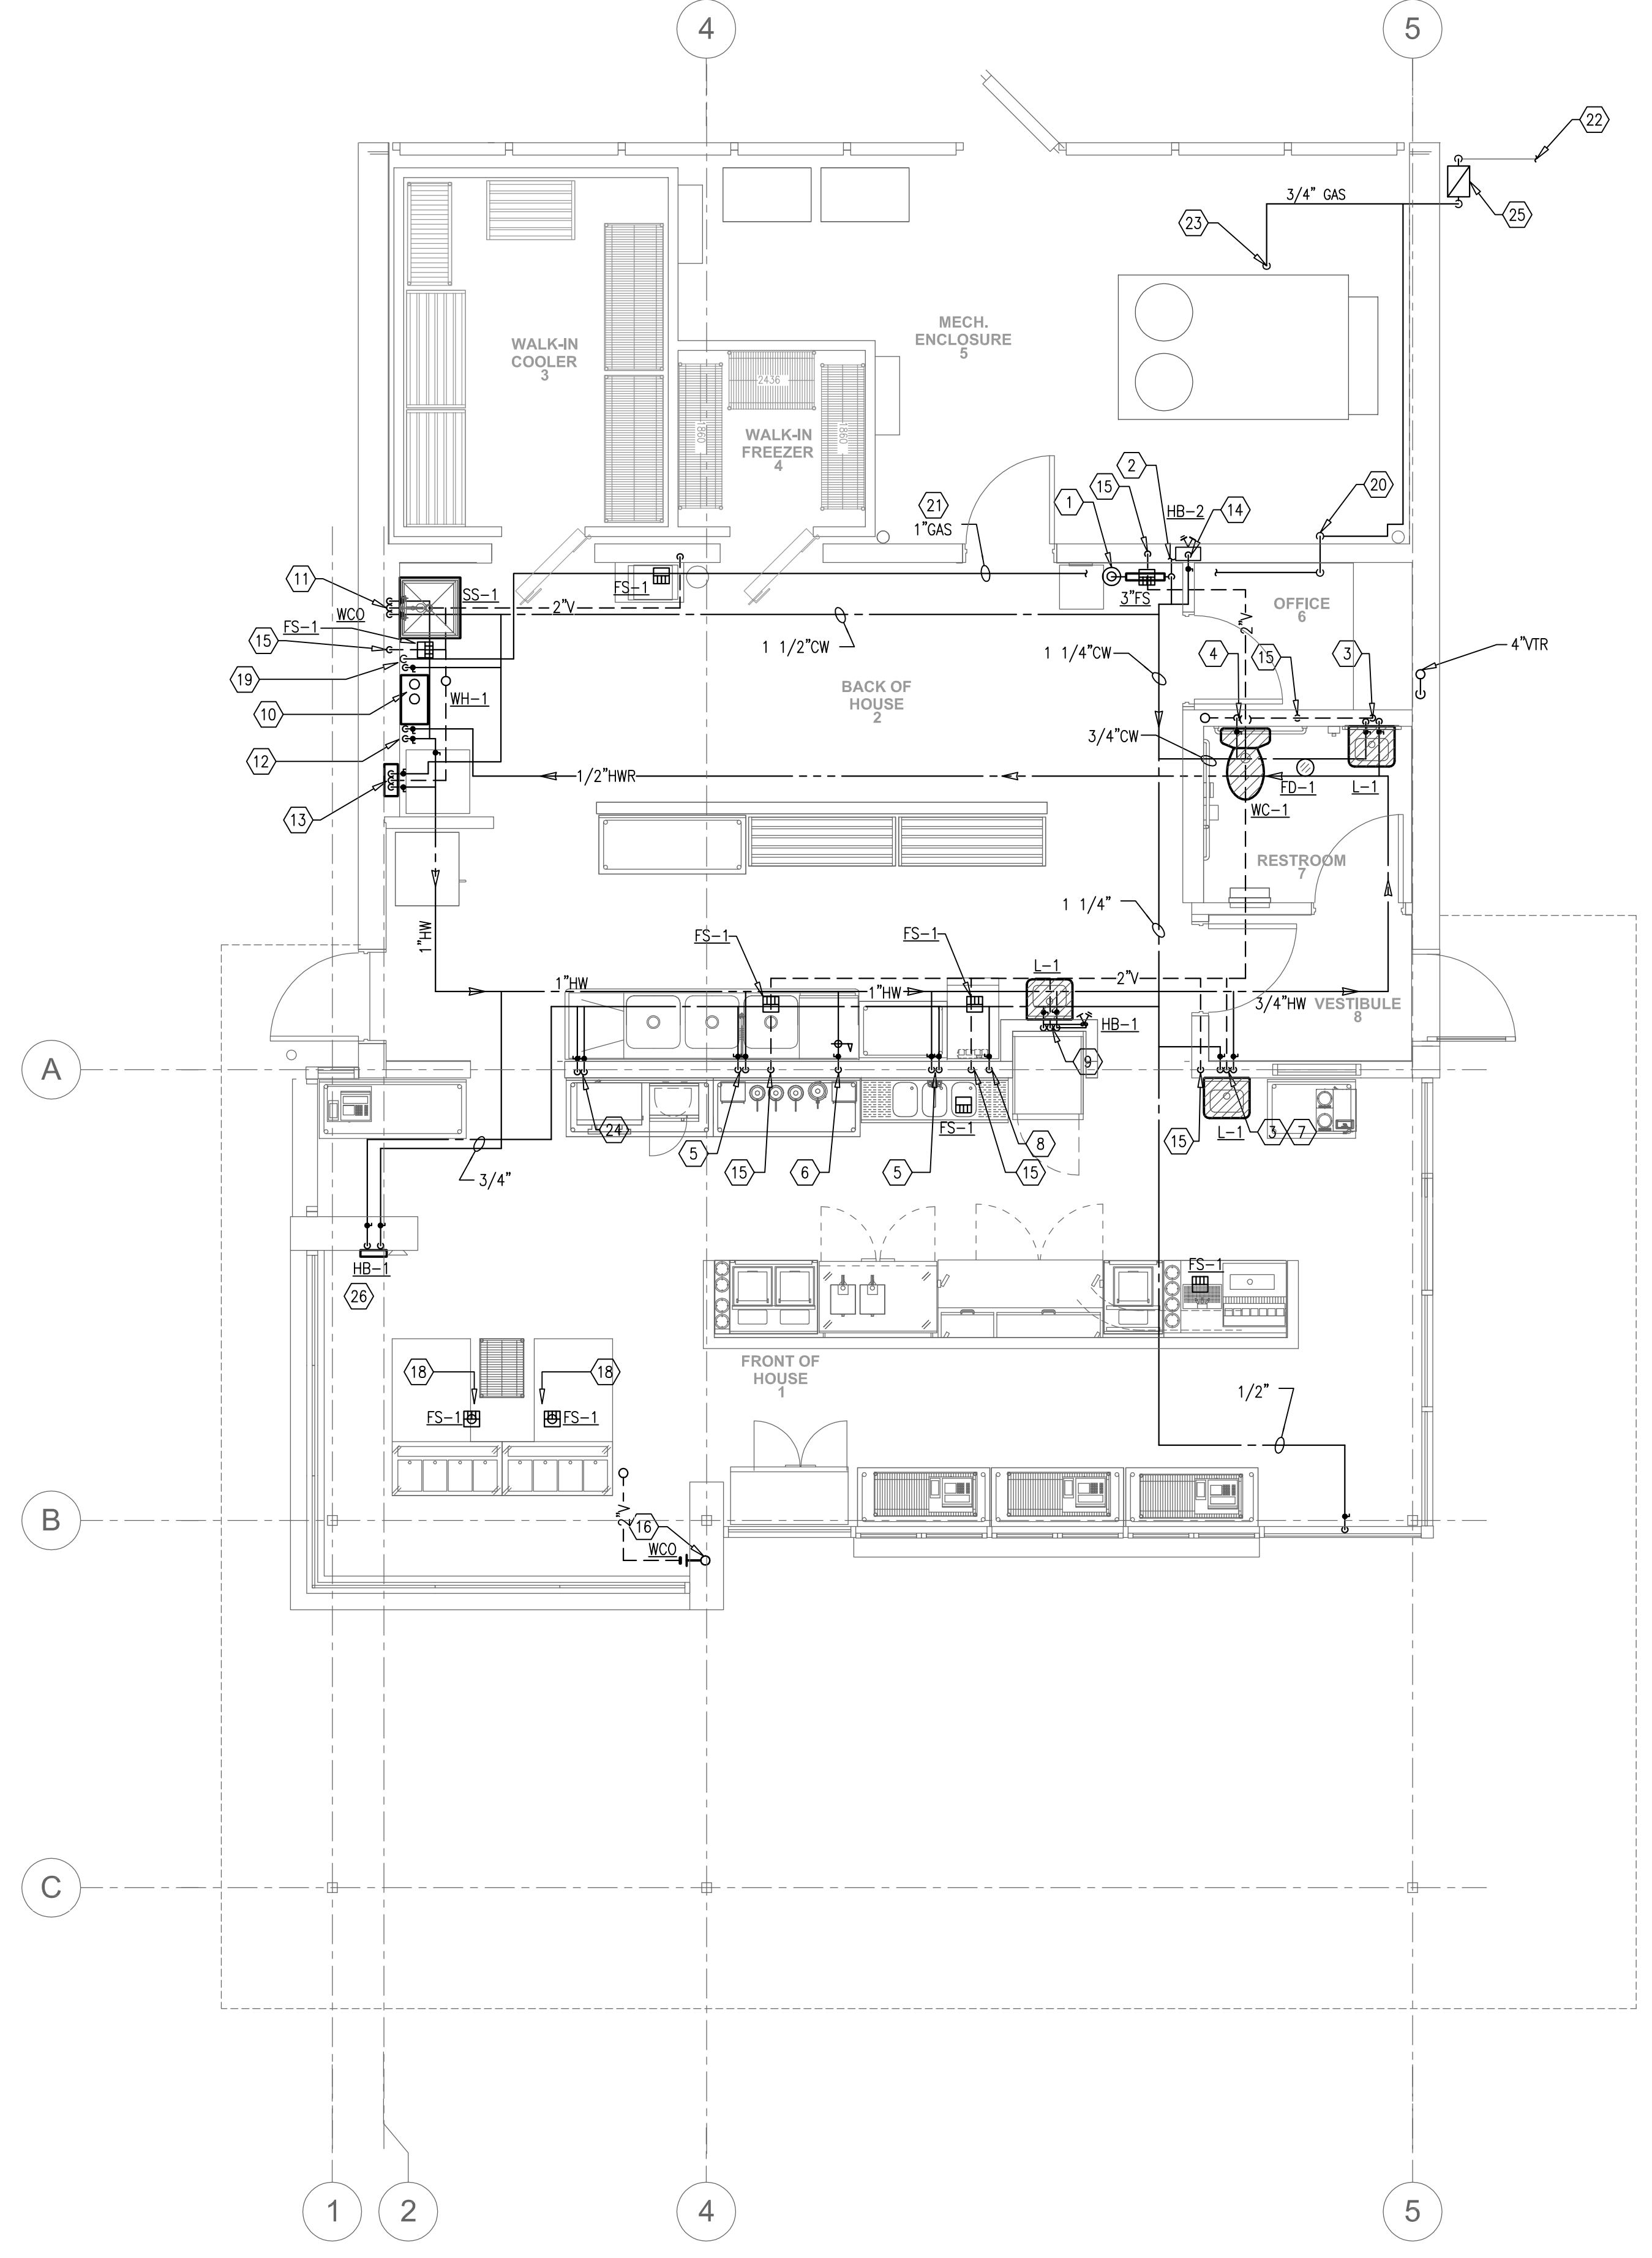 4
5
22
3/4" GAS
25
23
MECH.
ENCLOSURE
5
WALK-IN
COOLER
3
2436
1860
1860
WALK-IN
FREEZER
4
2
15
20
1
21
HB-2
14
1"GAS
11
SS-1
FS-1
3"FS
OFFICE
6
WCO
2"V
2"V
FS-1
15
1 1/2"CW
1 1/4"CW
4
15
3
4"VTR
19
WH-1
BACK OF
HOUSE
2
10
3/4"CW
12
1/2"HWR
FD-1
L-1
WC-1
13
RESTROOM
7
1 1/4"
FS-1
FS-1
1"HW
L-1
1"HW
1"HW
2"V
3/4"HW
VESTIBULE
8
HB-1
A
9
24
5
15
6
FS-1
5
15
8
15
L-1
3
7
3/4"
HB-1
26
FS-1
FRONT OF
HOUSE
1
18
18
1/2"
FS-1
FS-1
B
2"V
16
WCO
C
1
2
4
5